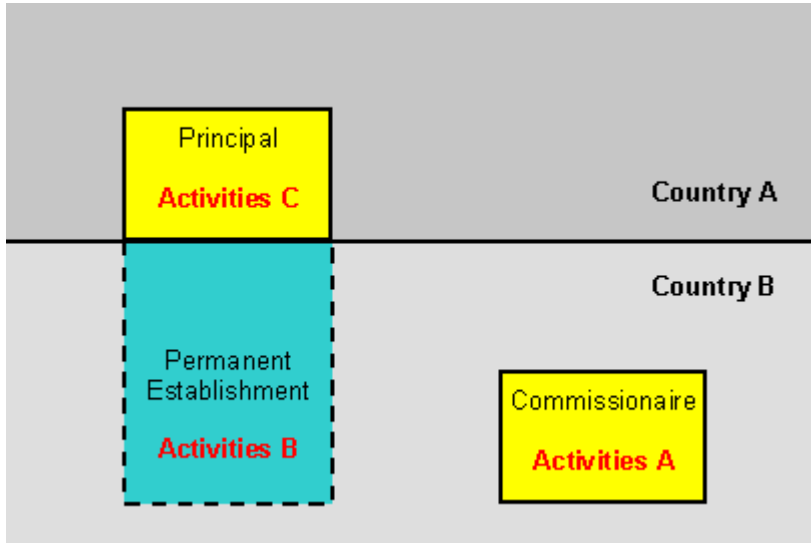 Principal
Activities C
Country A
Country B
Permanent
Establishment
Activities B
Commissionaire
Activities A